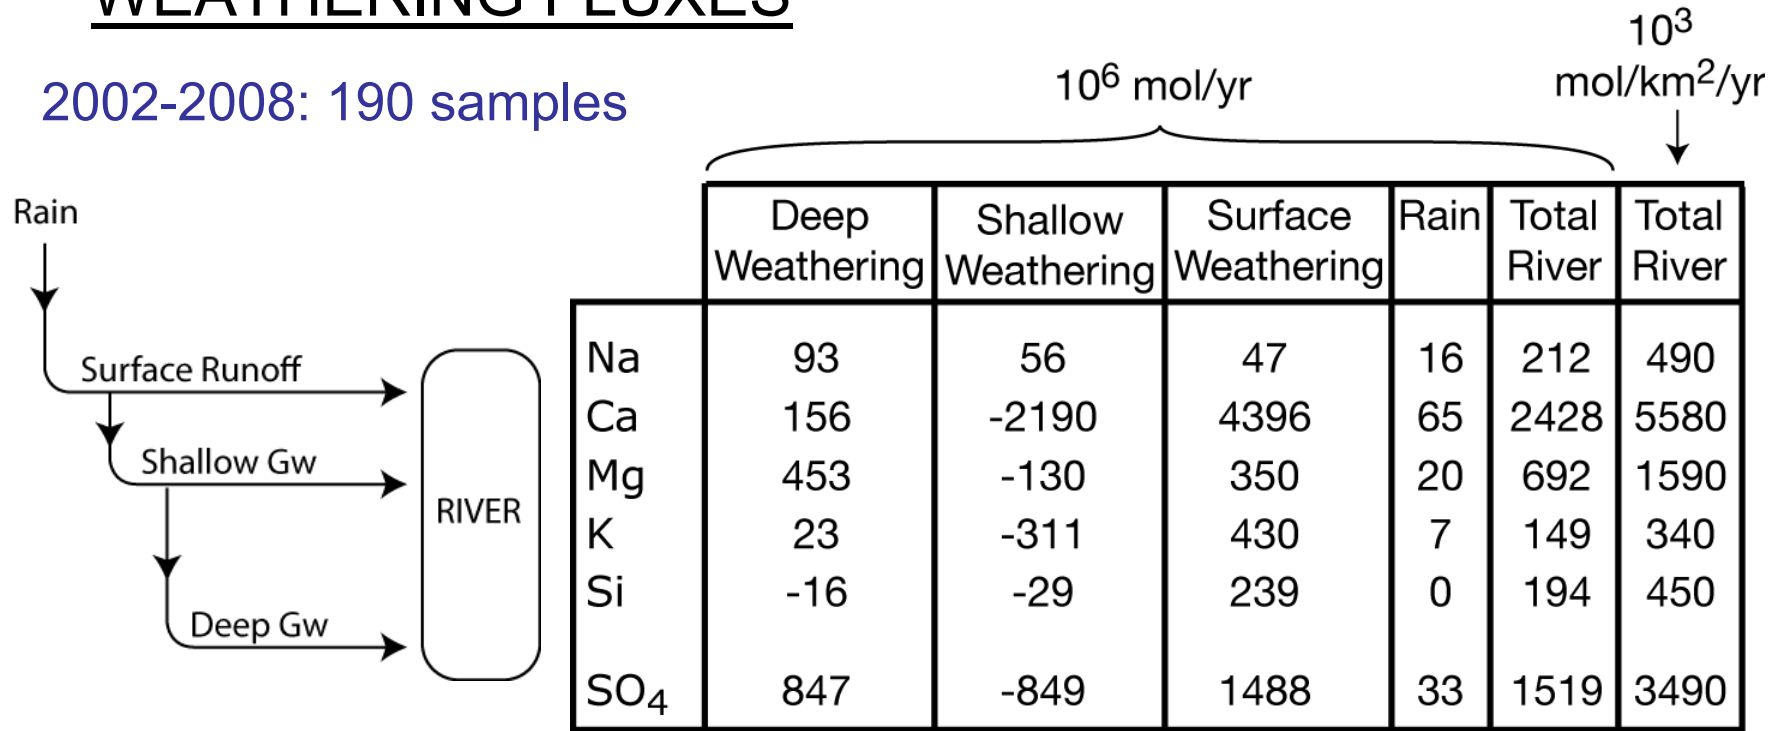 WEATHERING FLUXES
2002-2008: 190 samples
10³
mol/km²/yr
10⁶ mol/yr
Rain
Surface Runoff
Shallow Gw
Deep Gw
RIVER
Deep Weathering Shallow Weathering Surface Weathering Rain Total River Total River
Na 93 56 47 16 212 490
Ca 156 -2190 4396 65 2428 5580
Mg 453 -130 350 20 692 1590
K 23 -311 430 7 149 340
Si -16 -29 239 0 194 450
SO₄ 847 -849 1488 33 1519 3490